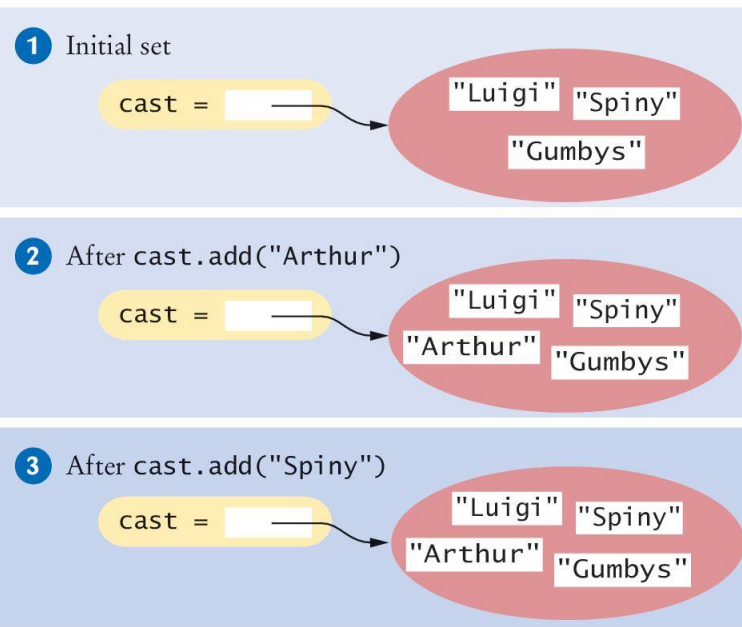 1 Initial set
cast =
"Luigi" "Spiny"
"Gumbys"
2 After cast.add("Arthur")
cast =
"Luigi" "Spiny"
"Arthur" "Gumbys"
3 After cast.add("Spiny")
cast =
"Luigi" "Spiny"
"Arthur" "Gumbys"